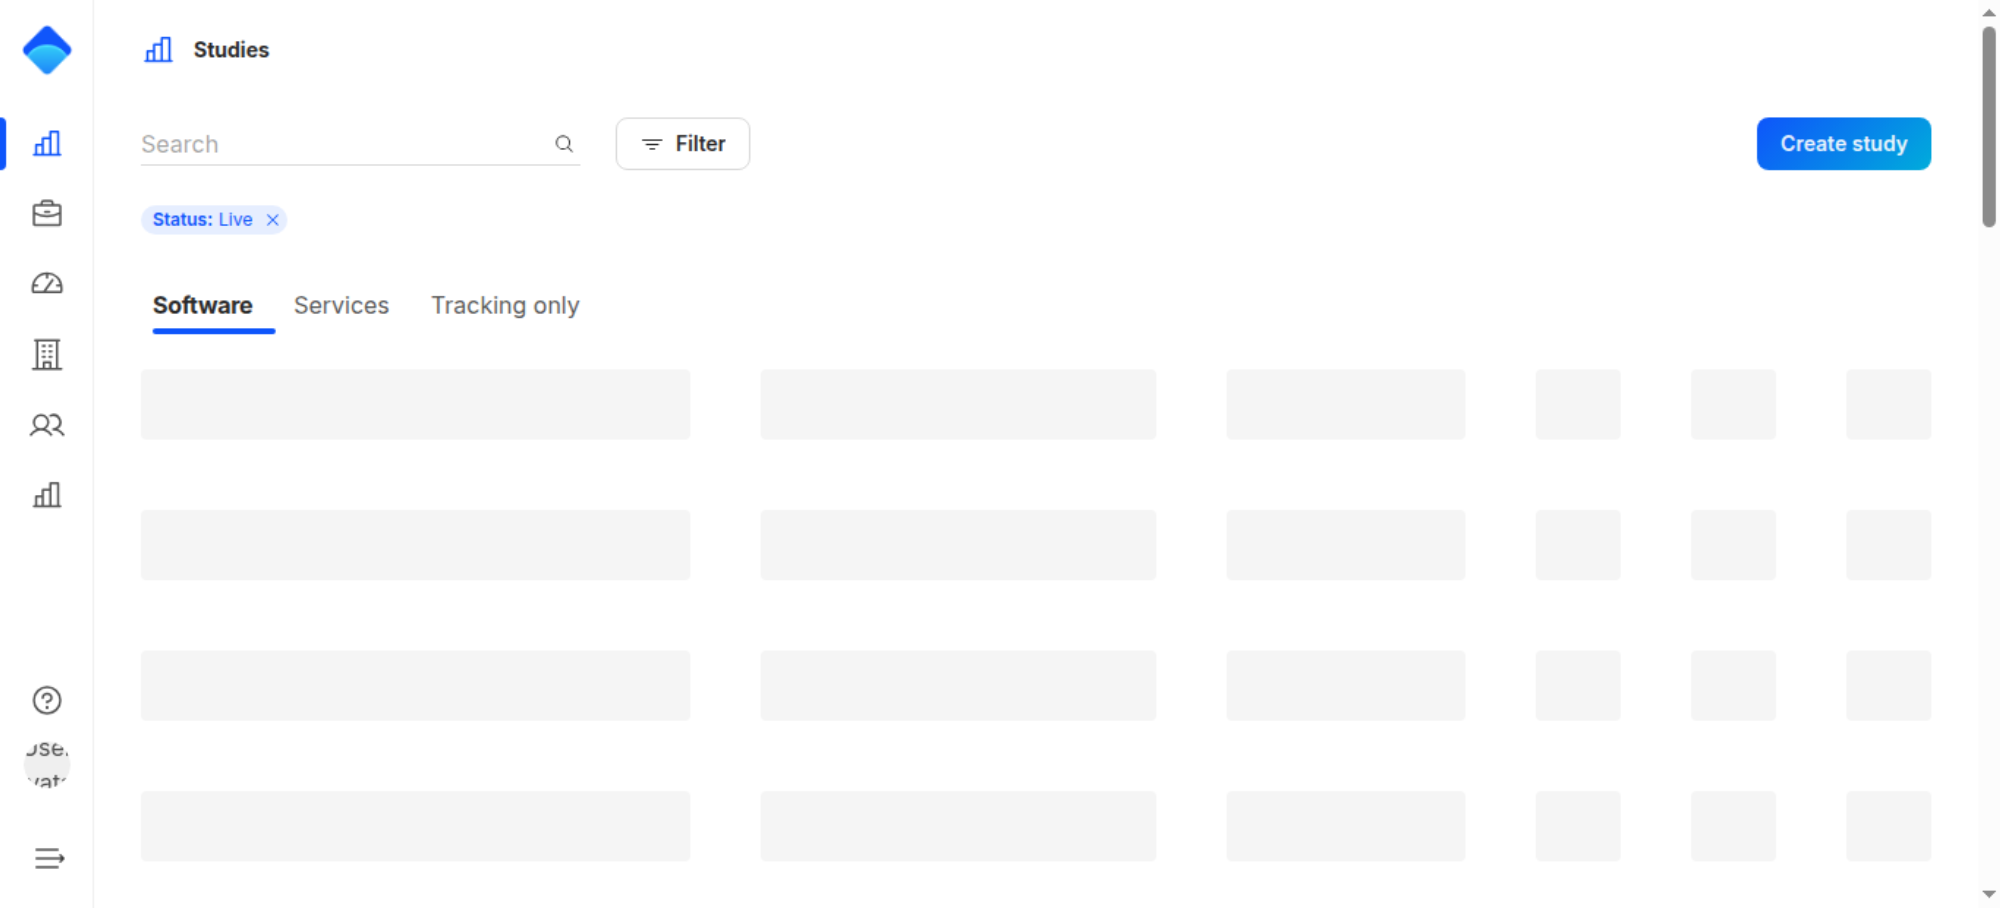 Studies
Search
Filter
Create study
Status: Live
Software
Services
Tracking only